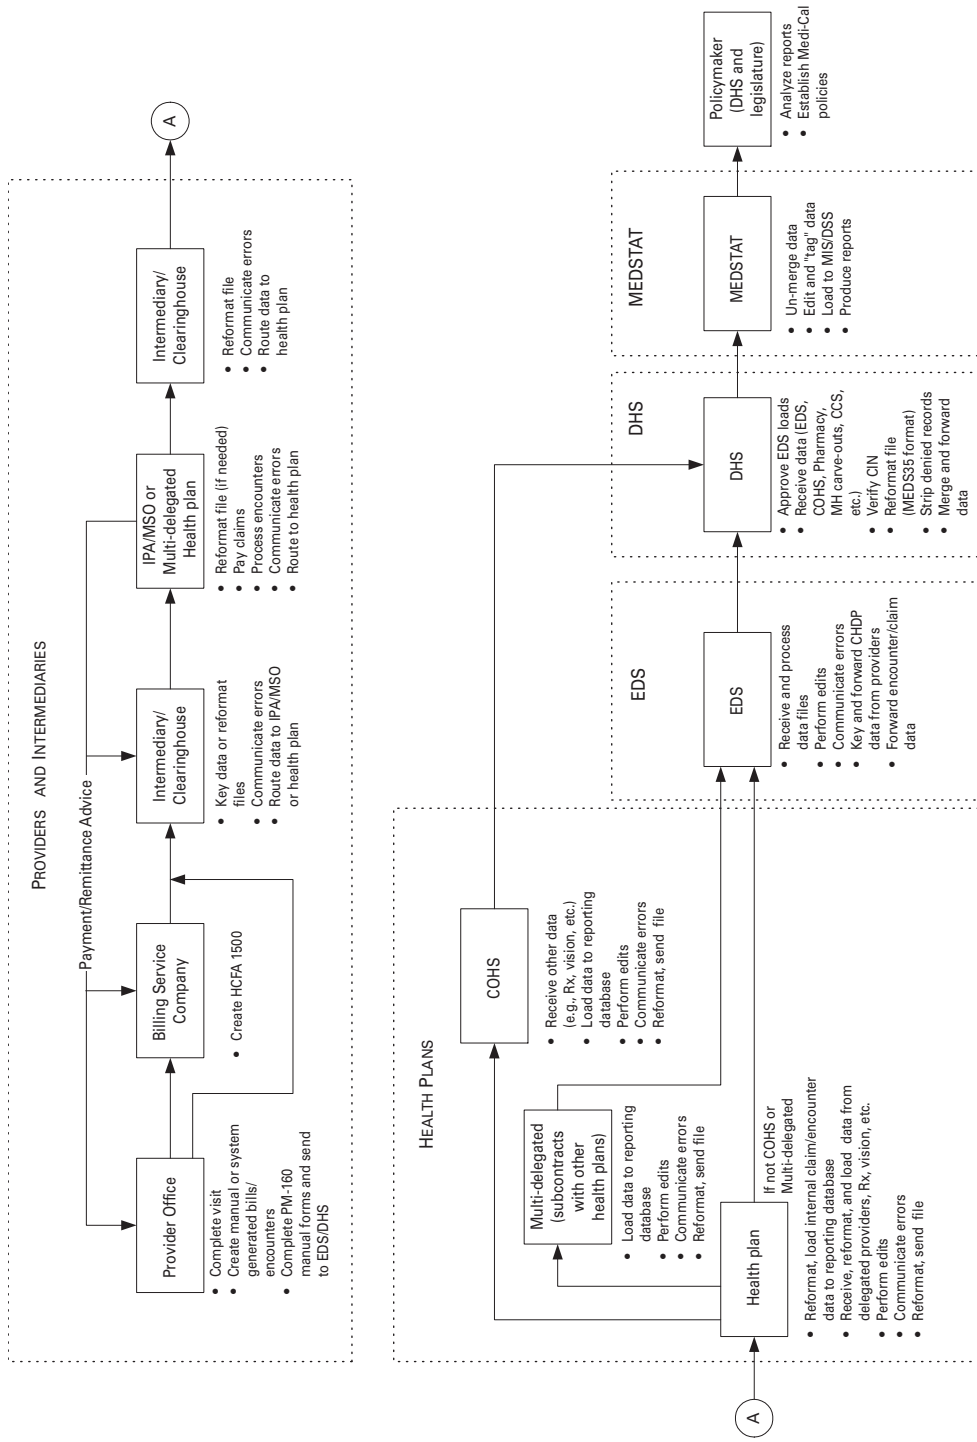 PROVIDERS AND INTERMEDIARIES
Payment/Remittance Advice
Provider Office
• Complete visit
• Create manual or system
generated bills/
encounters
• Complete PM-160
manual forms and send
to EDS/DHS
Billing Service
Company
• Create HCFA 1500
Intermediary/
Clearinghouse
• Key data or reformat
files
• Communicate errors
• Route data to IPA/MSO
or health plan
IPA/MSO or
Multi-delegated
Health plan
• Reformat file (if needed)
• Pay claims
• Process encounters
• Communicate errors
• Route to health plan
Intermediary/
Clearinghouse
• Reformat file
• Communicate errors
• Route data to
health plan
A
A
HEALTH PLANS
Health plan
If not COHS or
Multi-delegated
• Reformat, load internal claim/encounter
data to reporting database
• Receive, reformat, and load data from
delegated providers, Rx, vision, etc.
• Perform edits
• Communicate errors
• Reformat, send file
Multi-delegated
(subcontracts
with other
health plans)
• Load data to reporting
database
• Perform edits
• Communicate errors
• Reformat, send file
COHS
• Receive other data
(e.g., Rx, vision, etc.)
• Load data to reporting
database
• Perform edits
• Communicate errors
• Reformat, send file
EDS
EDS
• Receive and process
data files
• Perform edits
• Communicate errors
• Key and forward CHDP
data from providers
• Forward encounter/claim
data
DHS
DHS
• Approve EDS loads
• Receive data (EDS,
COHS, Pharmacy,
MH carve-outs, CCS,
etc.)
• Verify CIN
• Reformat file
(MEDS35 format)
• Strip denied records
• Merge and forward
data
MEDSTAT
MEDSTAT
• Un-merge data
• Edit and "tag" data
• Load to MIS/DSS
• Produce reports
Policymaker
(DHS and
legislature)
• Analyze reports
• Establish Medi-Cal
policies